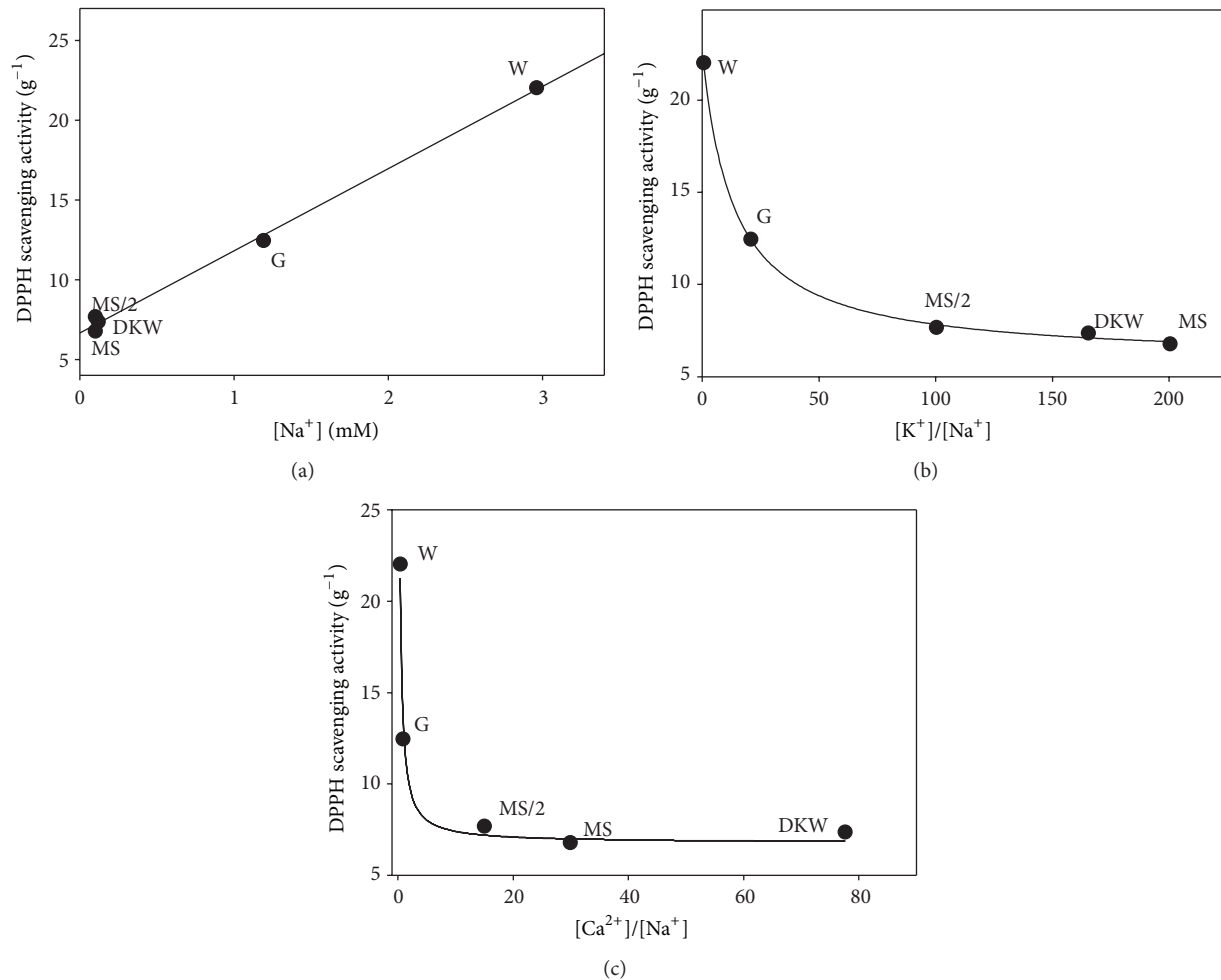 DPPH scavenging activity (g⁻¹)
25
20
15
10
5
W
G
MS/2
DKW
MS
0
1
2
3
[Na⁺] (mM)
(a)
DPPH scavenging activity (g⁻¹)
20
15
10
5
W
G
MS/2
DKW
MS
0
50
100
150
200
[K⁺]/[Na⁺]
(b)
DPPH scavenging activity (g⁻¹)
25
20
15
10
5
W
G
MS/2
MS
DKW
0
20
40
60
80
[Ca²⁺]/[Na⁺]
(c)